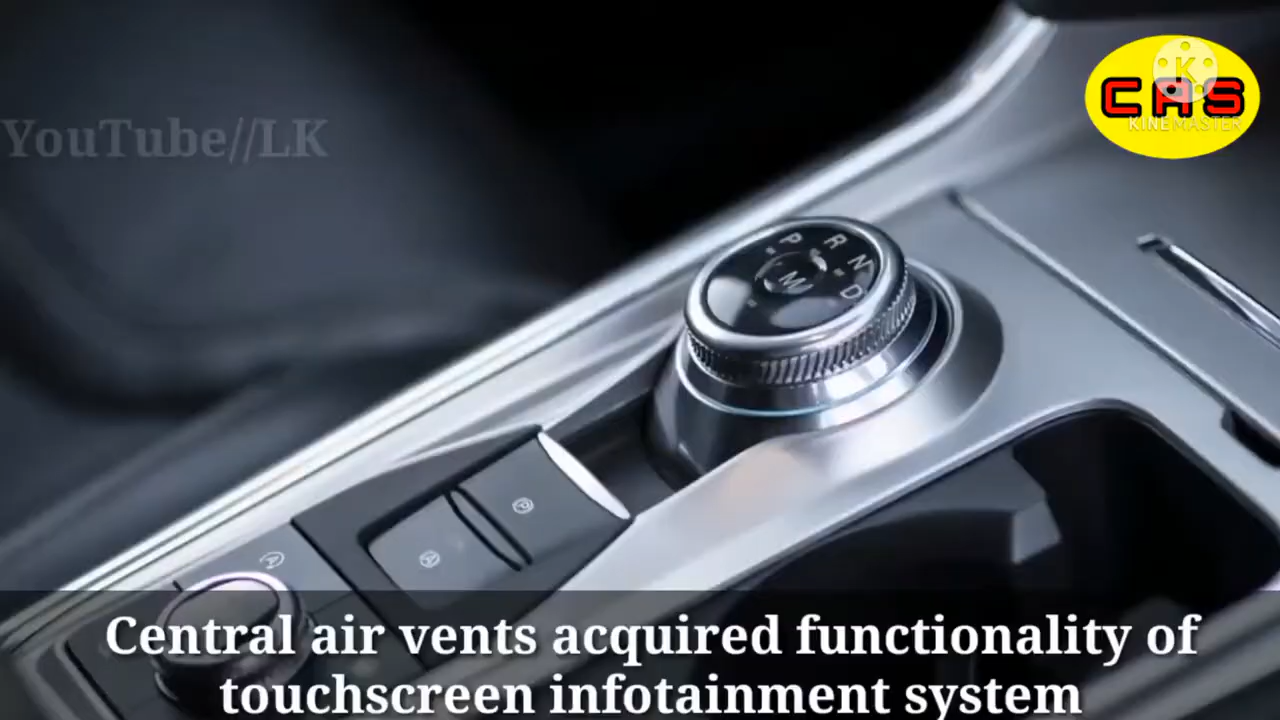 YouTube//LK
CAS
K
KINEMASTER
P R N D
M
P
A
A
Central air vents acquired functionality of
touchscreen infotainment system